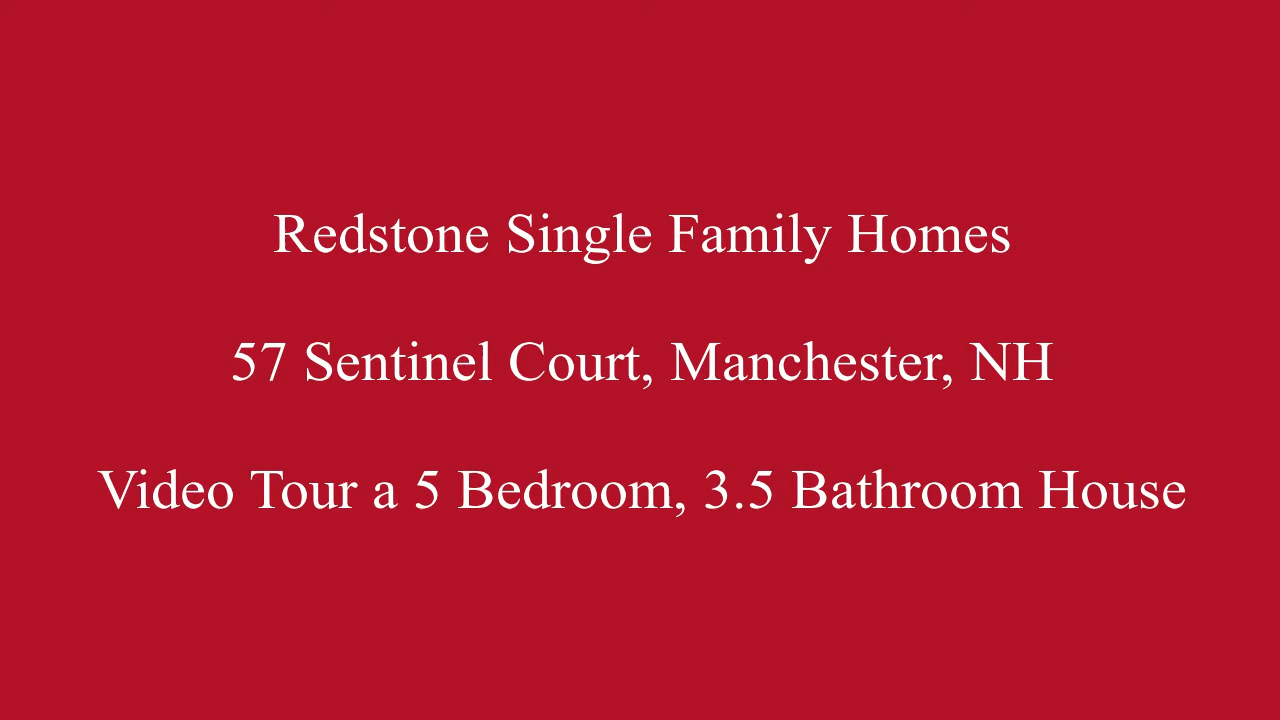 Redstone Single Family Homes
57 Sentinel Court, Manchester, NH
Video Tour a 5 Bedroom, 3.5 Bathroom House